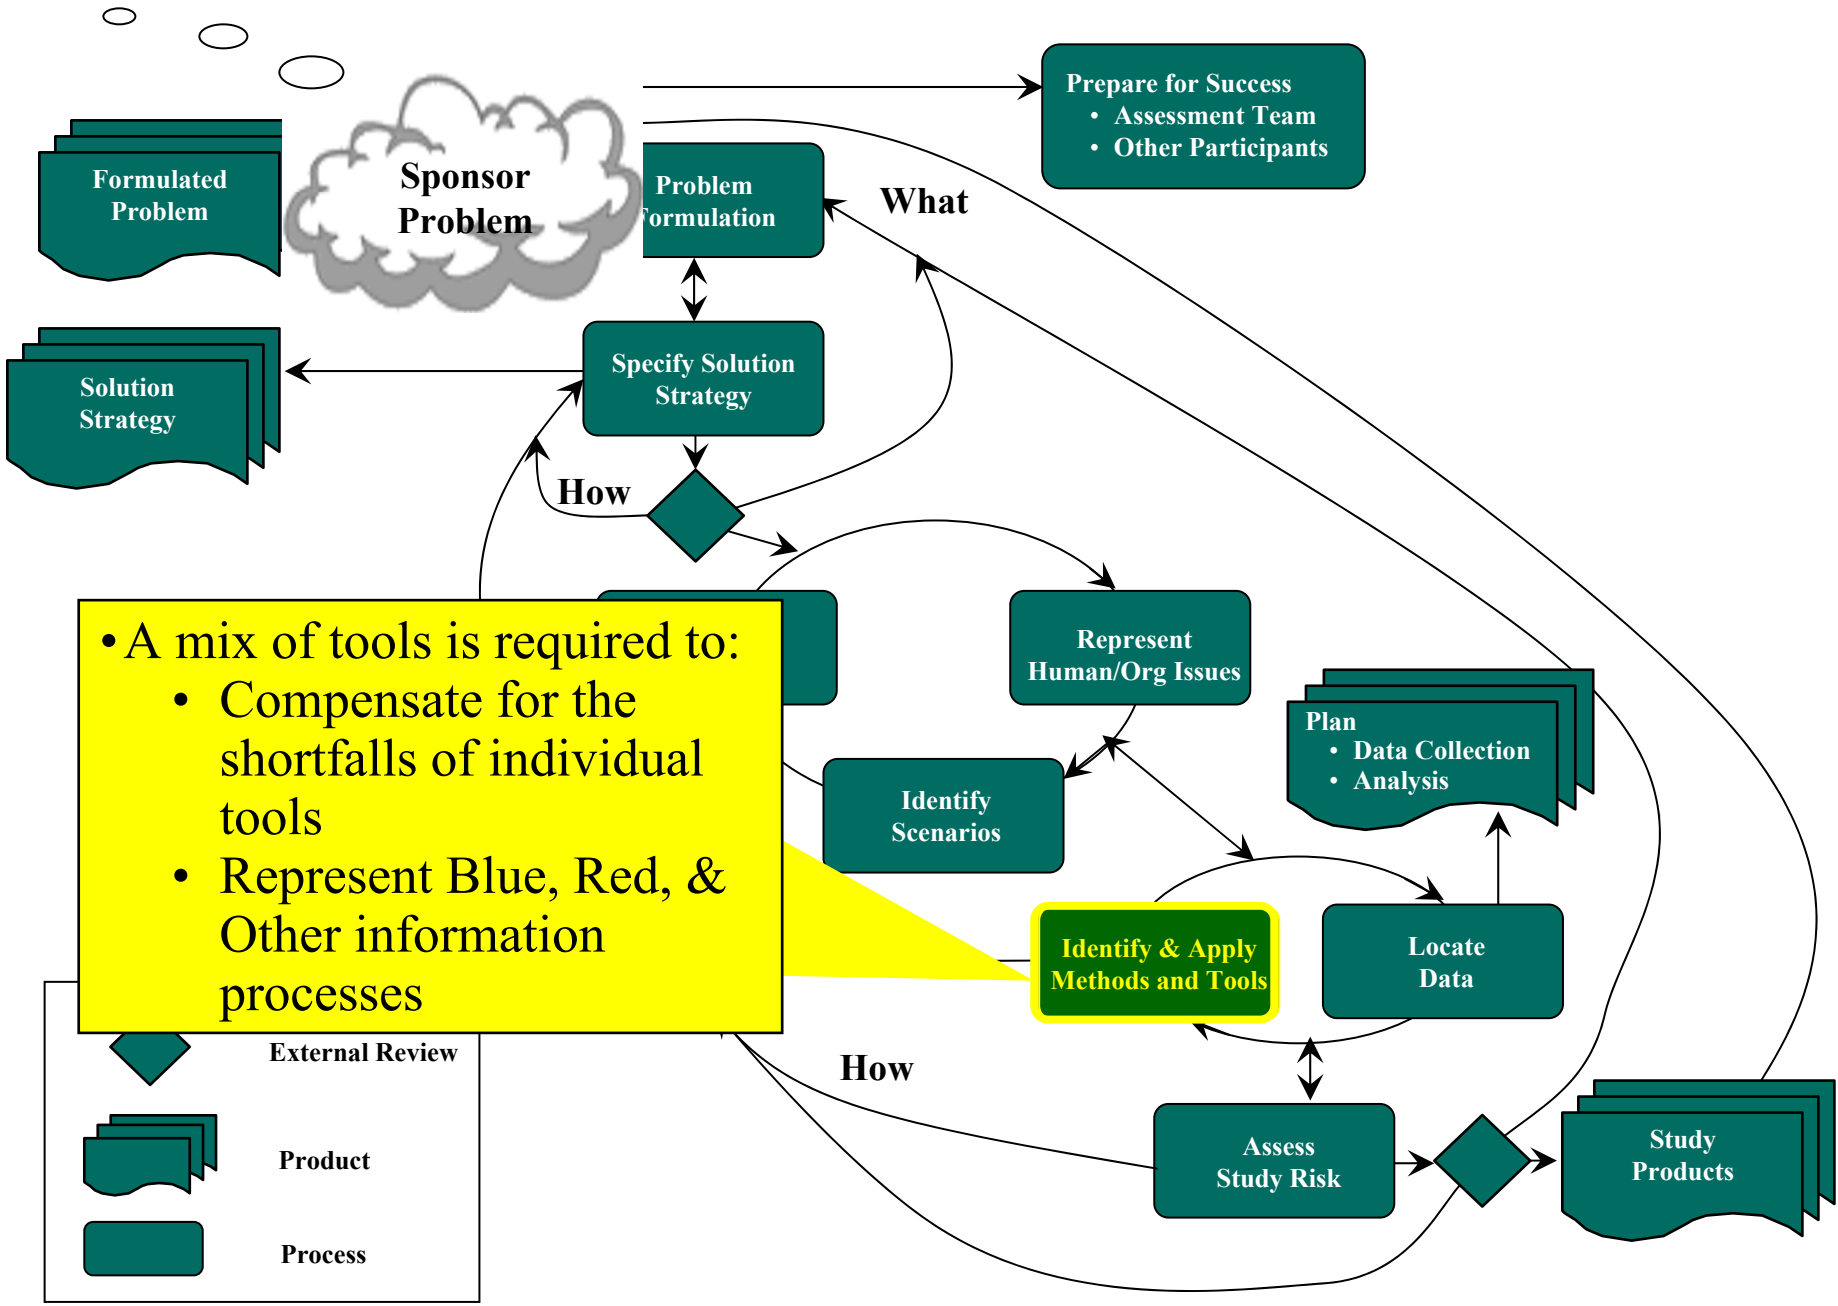 Prepare for Success
• Assessment Team
• Other Participants
Formulated
Problem
Sponsor
Problem
Problem
Formulation
What
Specify Solution
Strategy
Solution
Strategy
How
• A mix of tools is required to:
• Compensate for the
shortfalls of individual
tools
• Represent Blue, Red, &
Other information
processes
Represent
Human/Org Issues
Plan
• Data Collection
• Analysis
Identify
Scenarios
Identify & Apply
Methods and Tools
Locate
Data
External Review
How
Product
Assess
Study Risk
Study
Products
Process